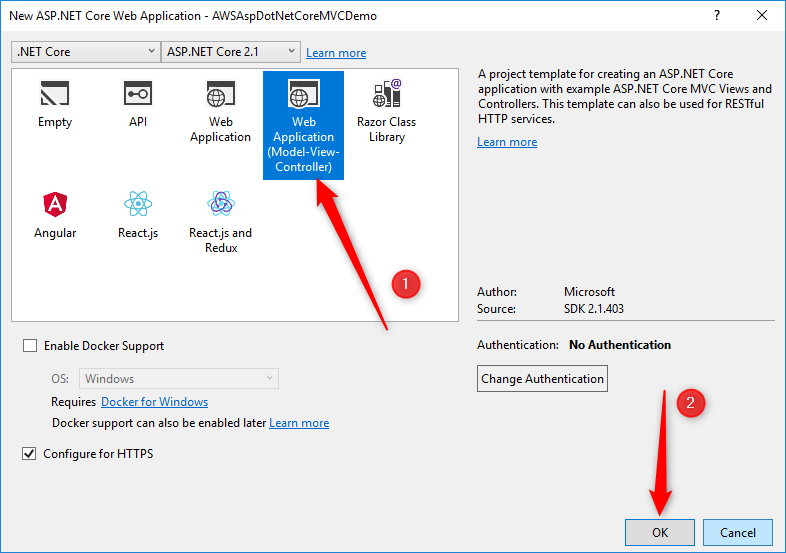 New ASP.NET Core Web Application - AWSAspDotNetCoreMVCDemo
.NET Core
ASP.NET Core 2.1
Learn more
Empty
API
Web
Application
Web
Application
(Model-View-
Controller)
Razor Class
Library
Angular
React.js
React.js and
Redux
A project template for creating an ASP.NET Core
application with example ASP.NET Core MVC Views and
Controllers. This template can also be used for RESTful
HTTP services.
Learn more
1
Author: Microsoft
Source: SDK 2.1.403
Enable Docker Support
OS: Windows
Requires Docker for Windows
Docker support can also be enabled later Learn more
Configure for HTTPS
Authentication: No Authentication
Change Authentication
2
OK
Cancel